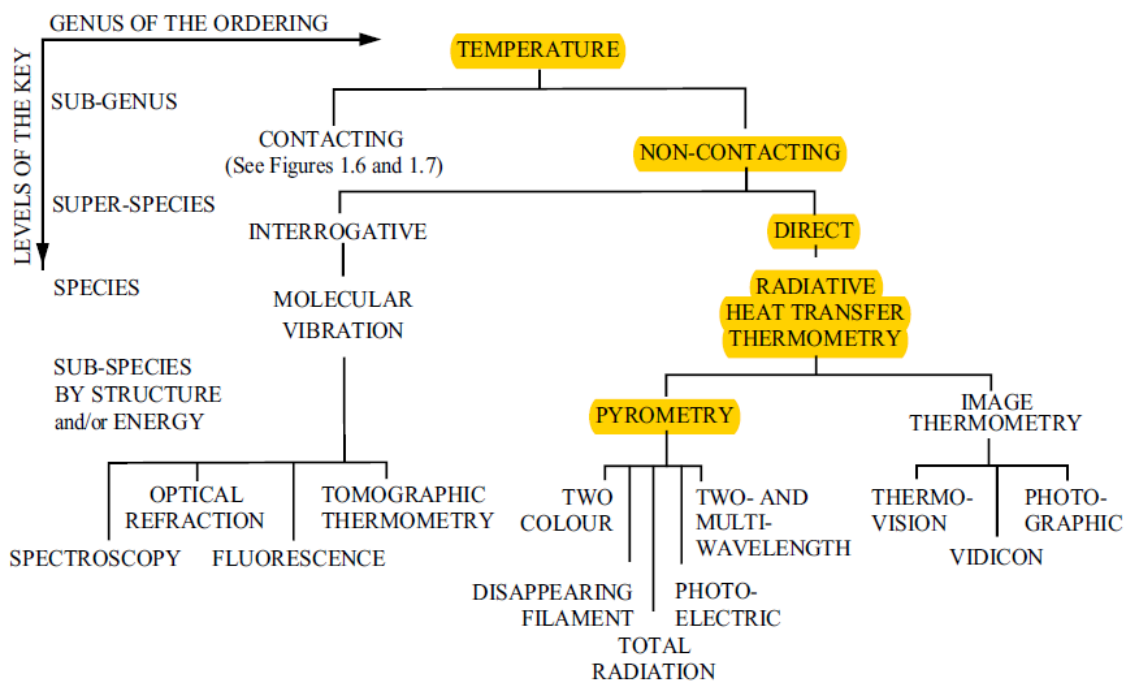 GENUS OF THE ORDERING
LEVELS OF THE KEY
TEMPERATURE
SUB-GENUS
CONTACTING
(See Figures 1.6 and 1.7)
NON-CONTACTING
SUPER-SPECIES
INTERROGATIVE
DIRECT
SPECIES
MOLECULAR
VIBRATION
RADIATIVE
HEAT TRANSFER
THERMOMETRY
SUB-SPECIES
BY STRUCTURE
and/or ENERGY
PYROMETRY
IMAGE
THERMOMETRY
OPTICAL
REFRACTION
TOMOGRAPHIC
THERMOMETRY
SPECTROSCOPY
FLUORESCENCE
TWO
COLOUR
TWO- AND
MULTI-
WAVELENGTH
THERMO-
VISION
PHOTO-
GRAPHIC
VIDICON
DISAPPEARING
FILAMENT
PHOTO-
ELECTRIC
TOTAL
RADIATION